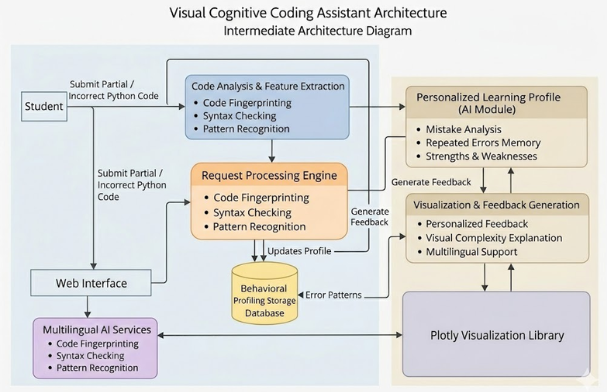 Visual Cognitive Coding Assistant Architecture
Intermediate Architecture Diagram
Student
Submit Partial /
Incorrect Python Code
Code Analysis & Feature Extraction
• Code Fingerprinting
• Syntax Checking
• Pattern Recognition
Personalized Learning Profile
(AI Module)
• Mistake Analysis
• Repeated Errors Memory
• Strengths & Weaknesses
Submit Partial /
Incorrect Python
Code
Request Processing Engine
• Code Fingerprinting
• Syntax Checking
• Pattern Recognition
Generate
Feedback
Generate Feedback
Visualization & Feedback Generation
• Personalized Feedback
• Visual Complexity Explanation
• Multilingual Support
Updates Profile
Web Interface
Behavioral
Profiling Storage
Database
Error Patterns
Multilingual AI Services
• Code Fingerprinting
• Syntax Checking
• Pattern Recognition
Plotly Visualization Library